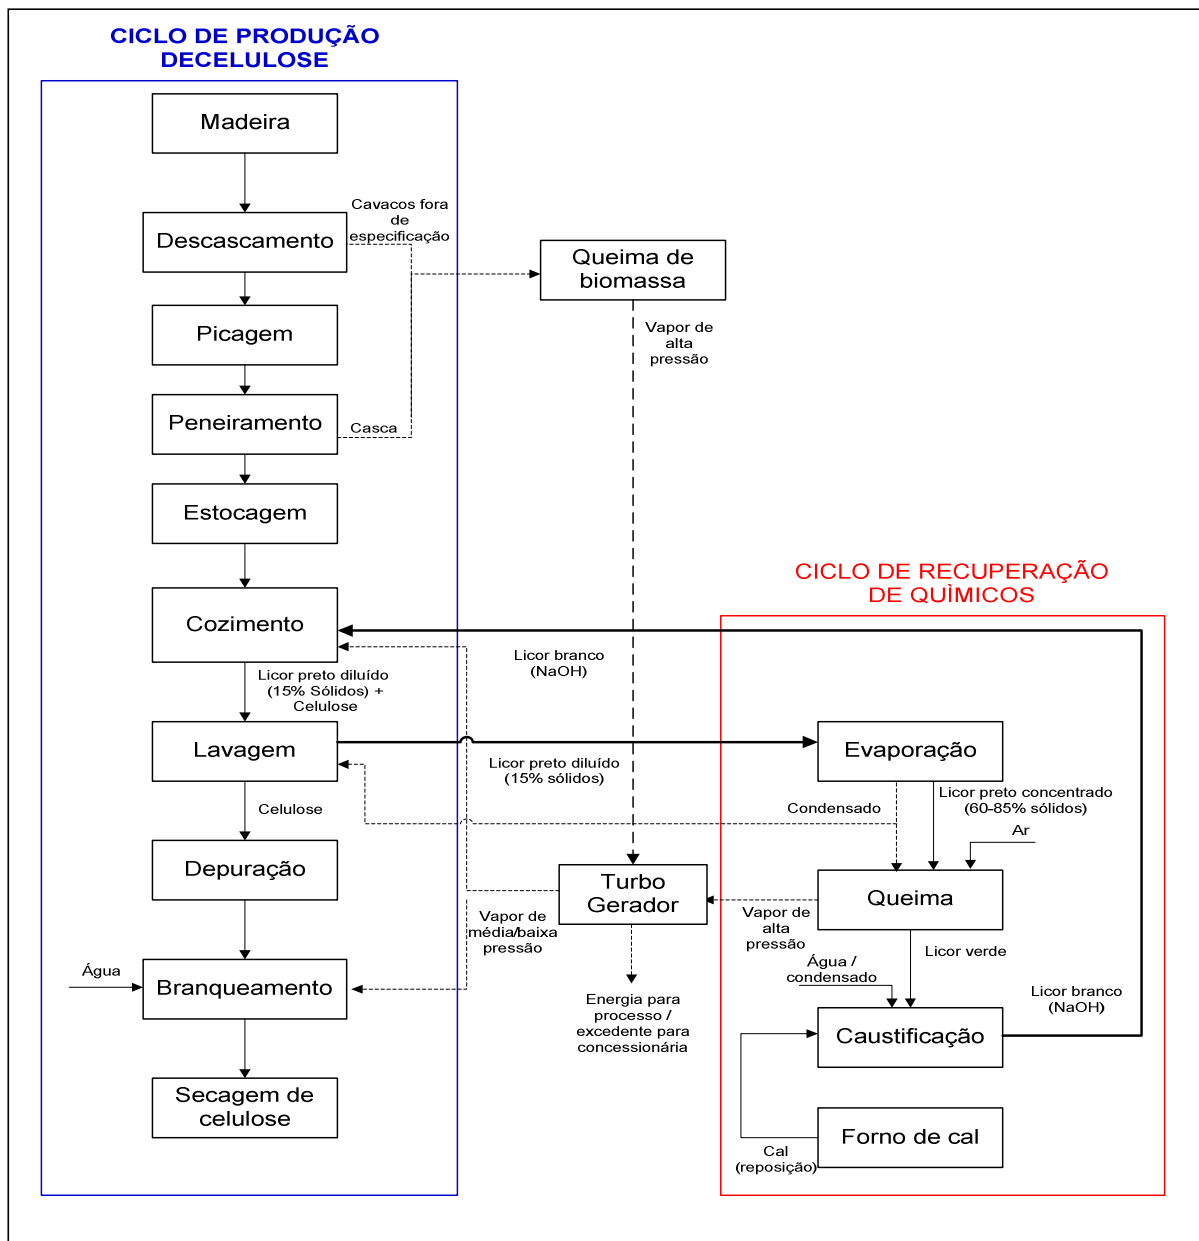 CICLO DE PRODUÇÃO
DECELULOSE
Madeira
Cavacos fora
de
especificação
Descascamento
Queima de
biomassa
Picagem
Vapor de
alta
pressão
Peneiramento
Casca
Estocagem
CICLO DE RECUPERAÇÃO
DE QUÌMICOS
Cozimento
Licor branco
(NaOH)
Licor preto diluído
(15% Sólidos) +
Celulose
Lavagem
Licor preto diluído
(15% sólidos)
Evaporação
Licor preto concentrado
(60-85% sólidos)
Condensado
Celulose
Ar
Depuração
Turbo
Gerador
Queima
Vapor de
média/baixa
pressão
Vapor de
alta
pressão
Licor verde
Água
Branqueamento
Água /
condensado
Energia para
processo /
excedente para
concessionária
Licor branco
(NaOH)
Caustificação
Secagem de
celulose
Forno de cal
Cal
(reposição)